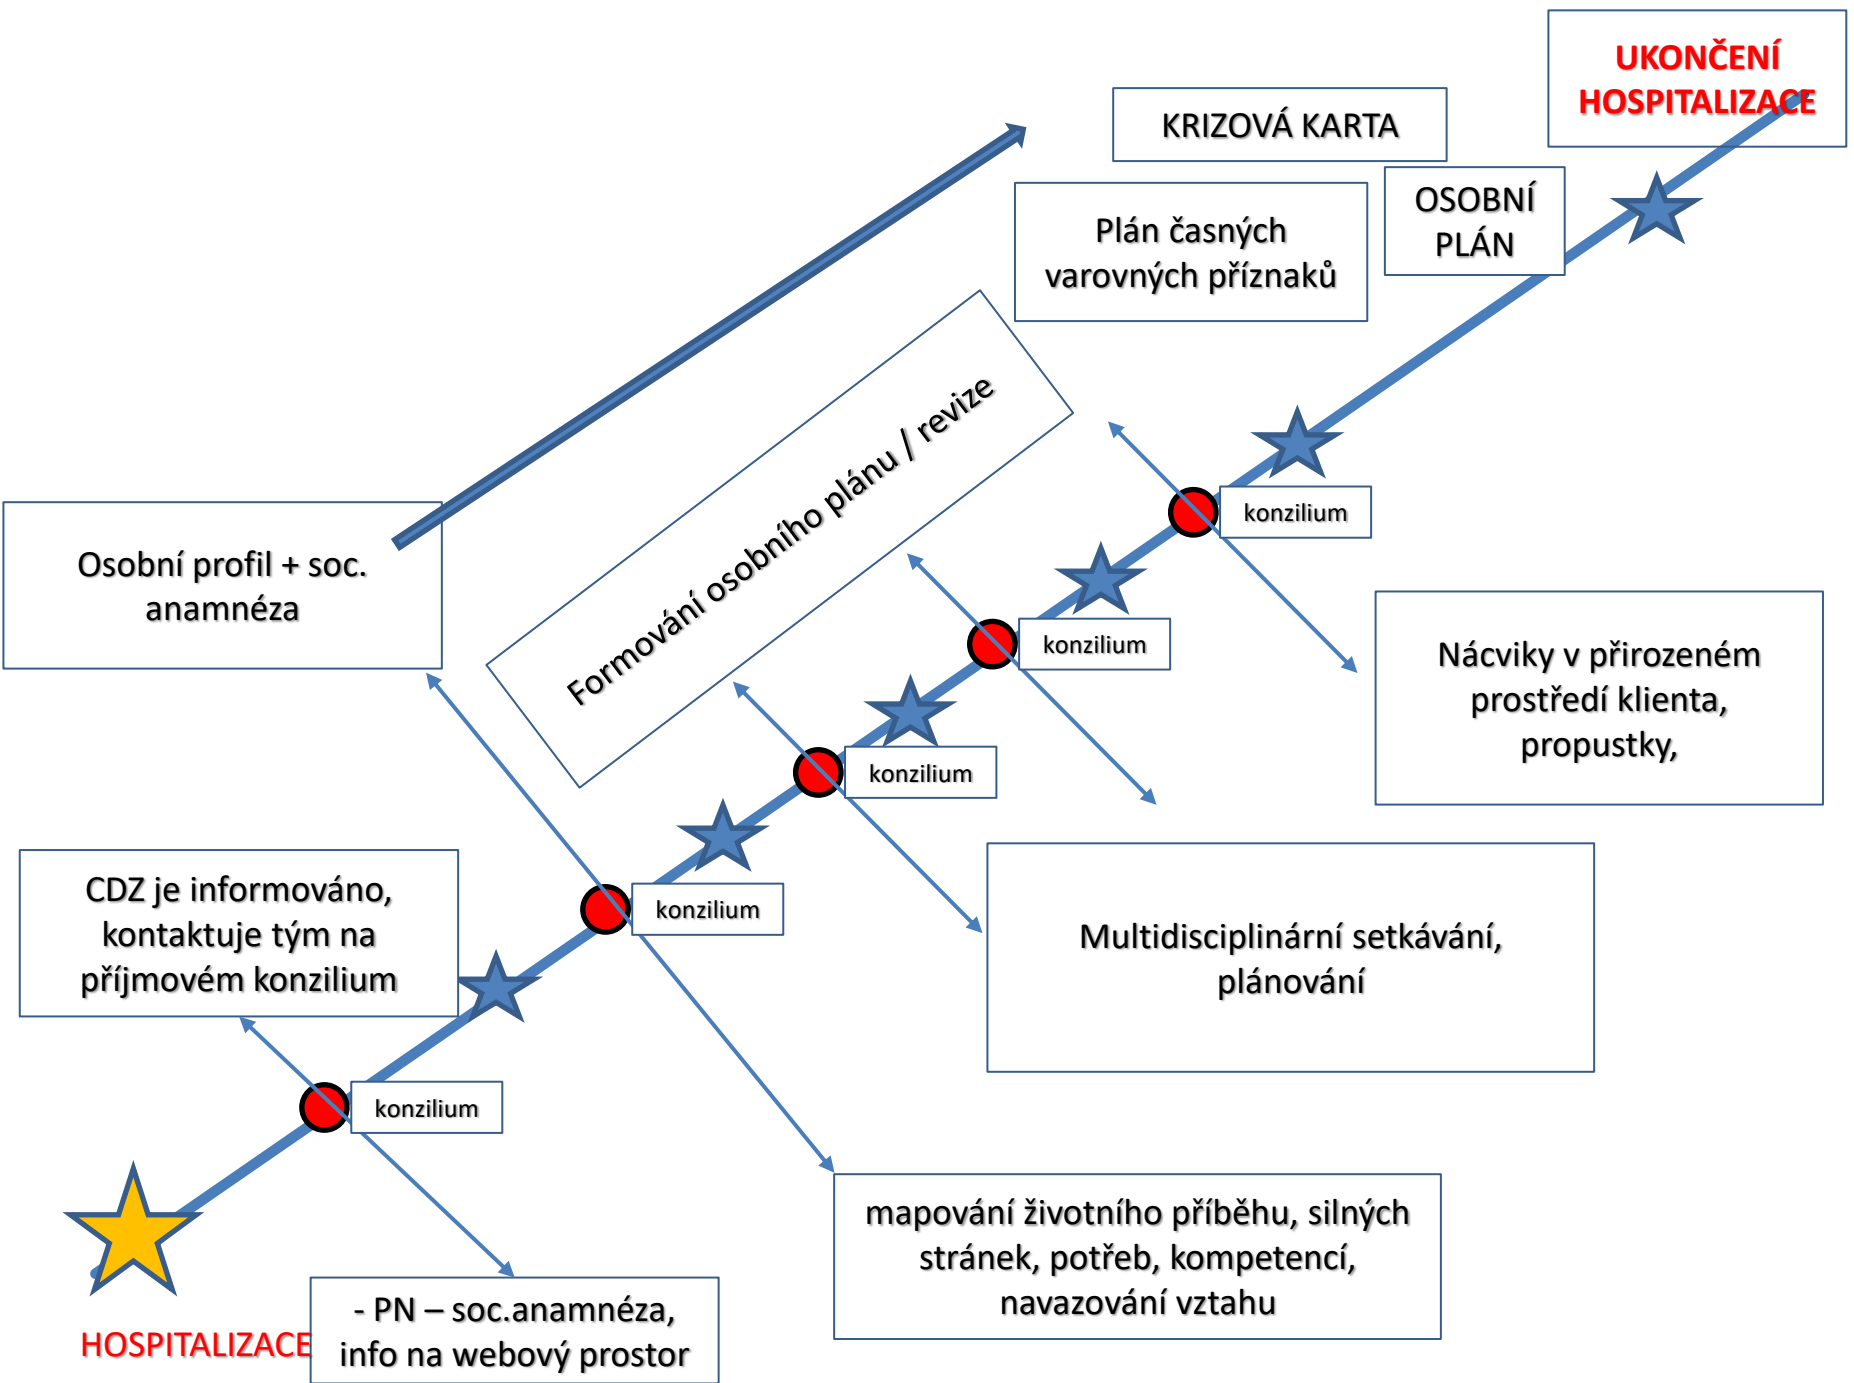 UKONČENÍ
HOSPITALIZACE
KRIZOVÁ KARTA
OSOBNÍ
PLÁN
Plán časných
varovných příznaků
Formování osobního plánu / revize
Osobní profil + soc.
anamnéza
konzilium
konzilium
Nácviky v přirozeném
prostředí klienta,
propustky,
konzilium
konzilium
CDZ je informováno,
kontaktuje tým na
příjmovém konzilium
Multidisciplinární setkávání,
plánování
konzilium
mapování životního příběhu, silných
stránek, potřeb, kompetencí,
navazování vztahu
HOSPITALIZACE
- PN – soc.anamnéza,
info na webový prostor